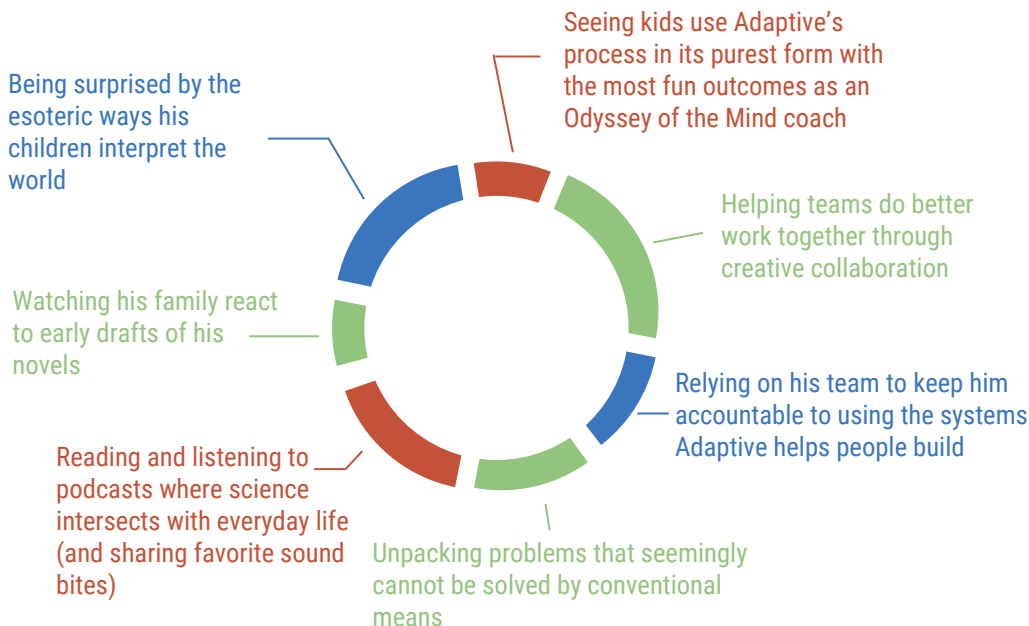 Seeing kids use Adaptive's
process in its purest form with
the most fun outcomes as an
Odyssey of the Mind coach
Being surprised by the
esoteric ways his
children interpret the
world
Helping teams do better
work together through
creative collaboration
Watching his family react
to early drafts of his
novels
Relying on his team to keep him
accountable to using the systems
Adaptive helps people build
Reading and listening to
podcasts where science
intersects with everyday life
(and sharing favorite sound
bites)
Unpacking problems that seemingly
cannot be solved by conventional
means